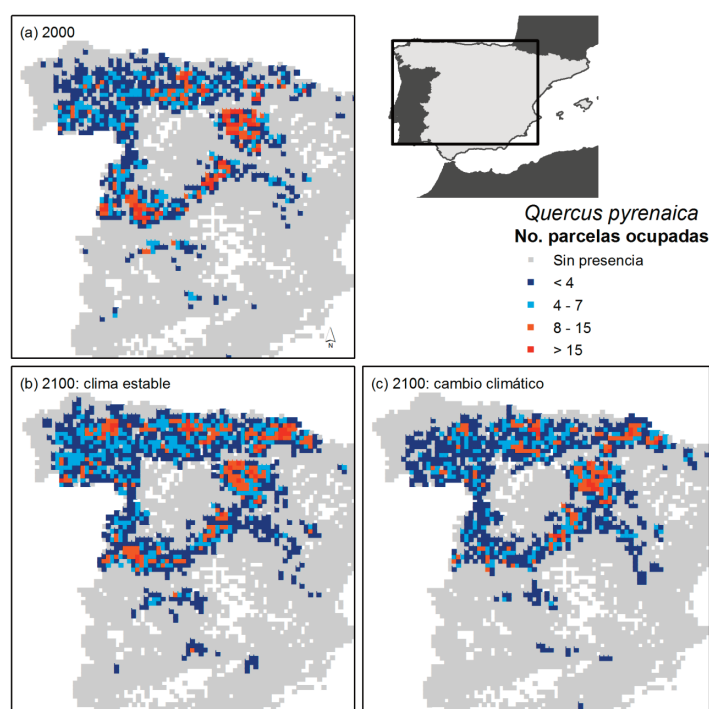 (a) 2000
N
Quercus pyrenaica
No. parcelas ocupadas
Sin presencia
< 4
4 - 7
8 - 15
> 15
(b) 2100: clima estable
(c) 2100: cambio climático